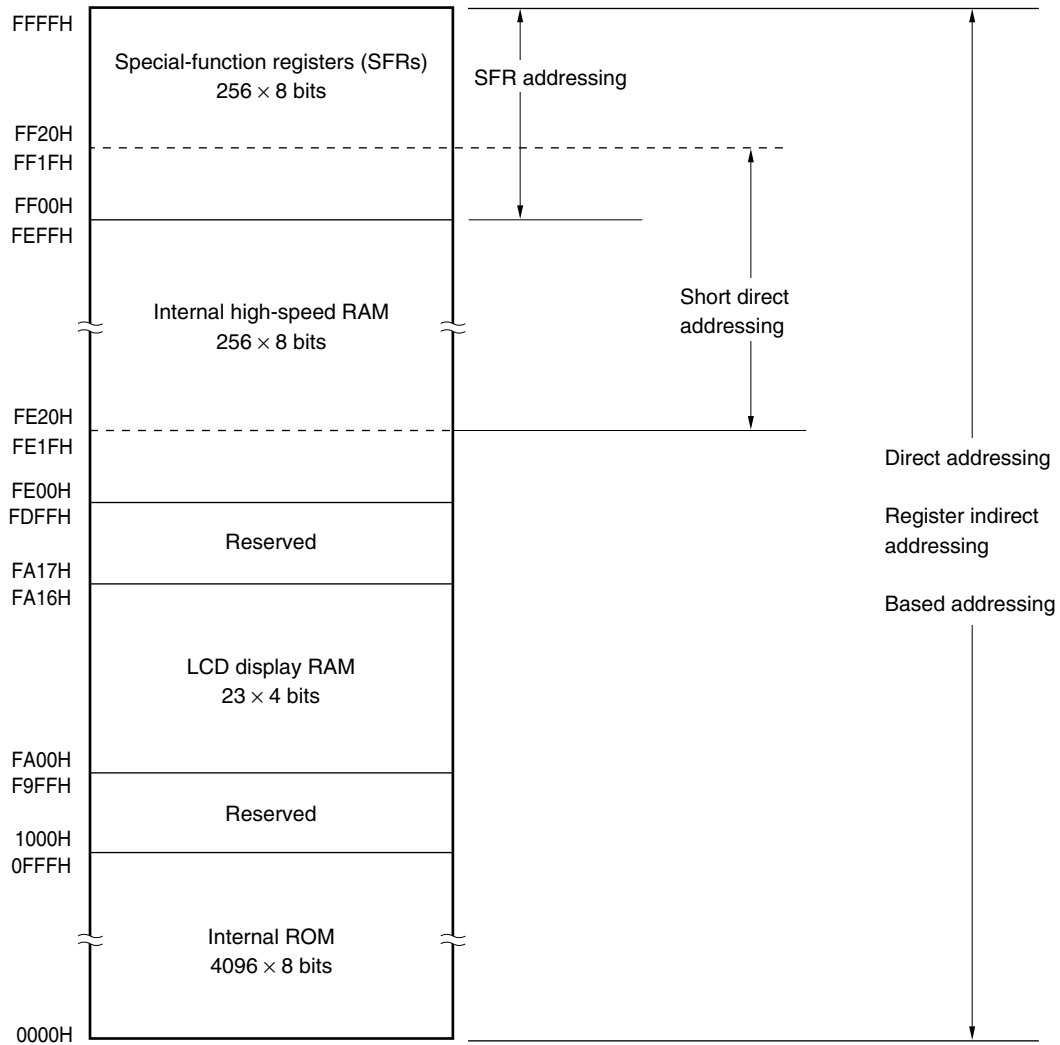 FFFFH
Special-function registers (SFRs)
256 × 8 bits
SFR addressing
FF20H
FF1FH
FF00H
FEFFH
Internal high-speed RAM
256 × 8 bits
Short direct
addressing
FE20H
FE1FH
FE00H
FDFFH
Reserved
FA17H
FA16H
LCD display RAM
23 × 4 bits
FA00H
F9FFH
Reserved
1000H
0FFFH
Internal ROM
4096 × 8 bits
0000H
Direct addressing
Register indirect
addressing
Based addressing